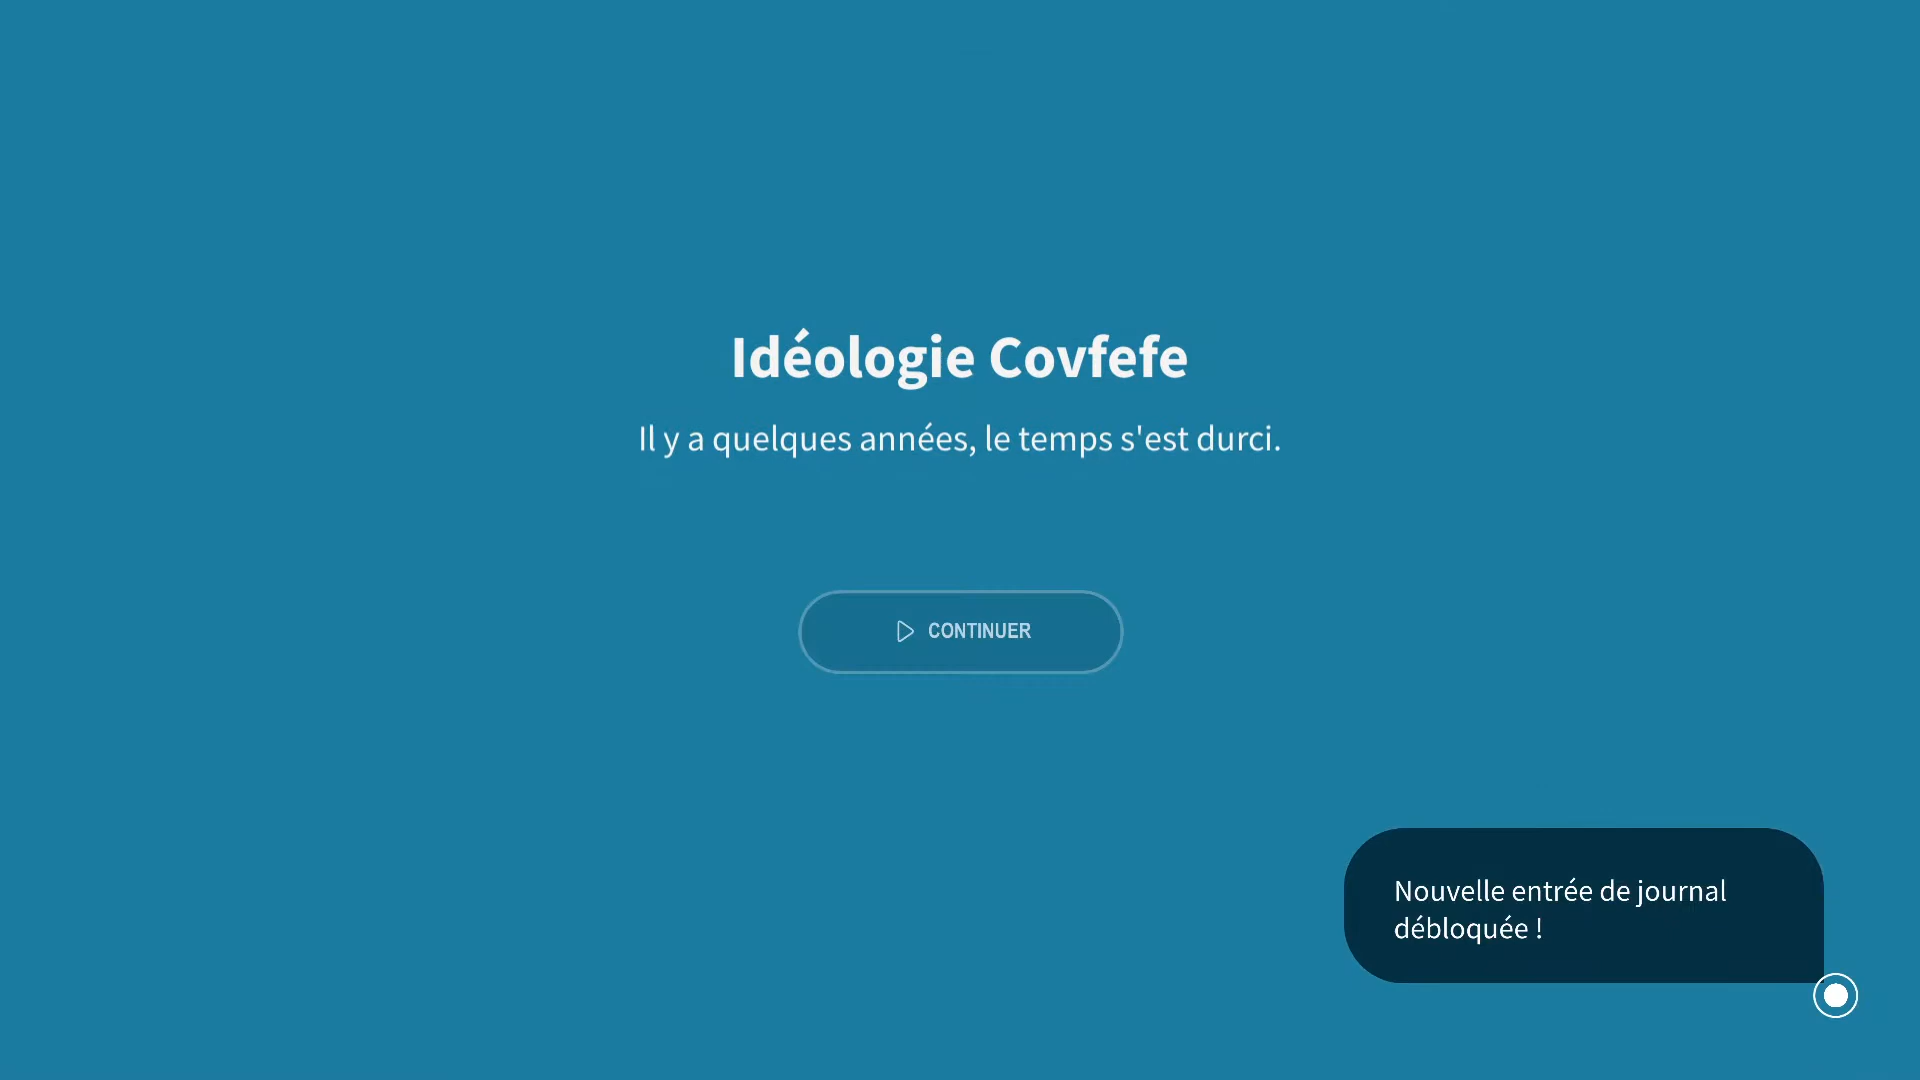 Idéologie Covfefe
Il y a quelques années, le temps s'est durci.
CONTINUER
Nouvelle entrée de journal
débloquée !